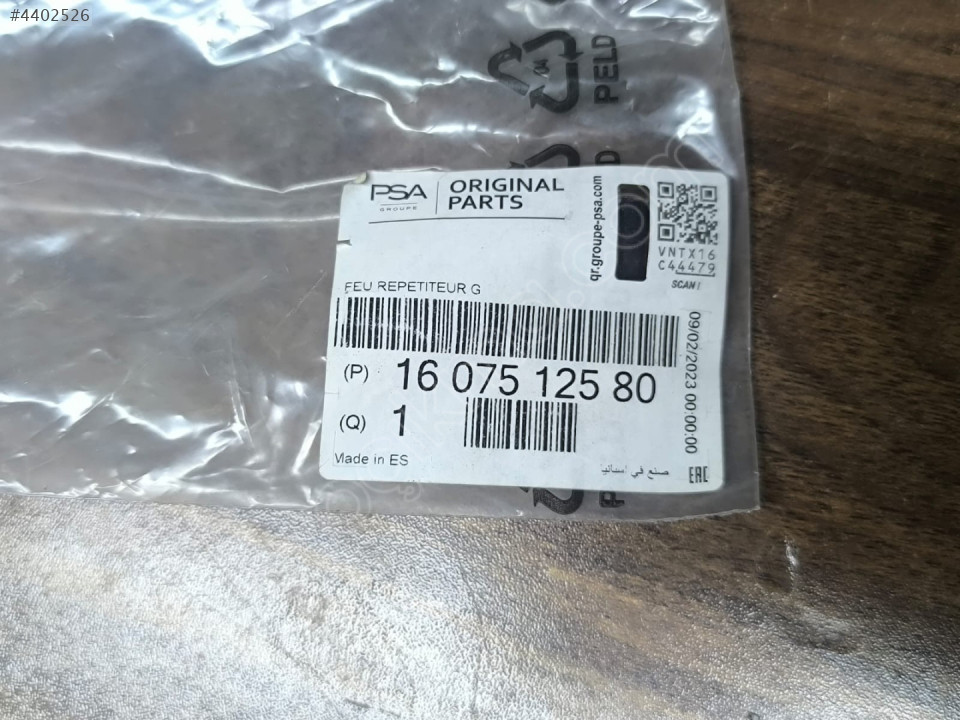 #4402526
04
PELD
PSA
GROUPE
ORIGINAL
PARTS
qr.groupe-psa.com
VNTX16
C44479
SCAN!
FEU REPETITEUR G
09/02/2023 00:00:00
(P) 16 075 125 80
(Q) 1
Made in ES
صنع في اسبانيا
EAC